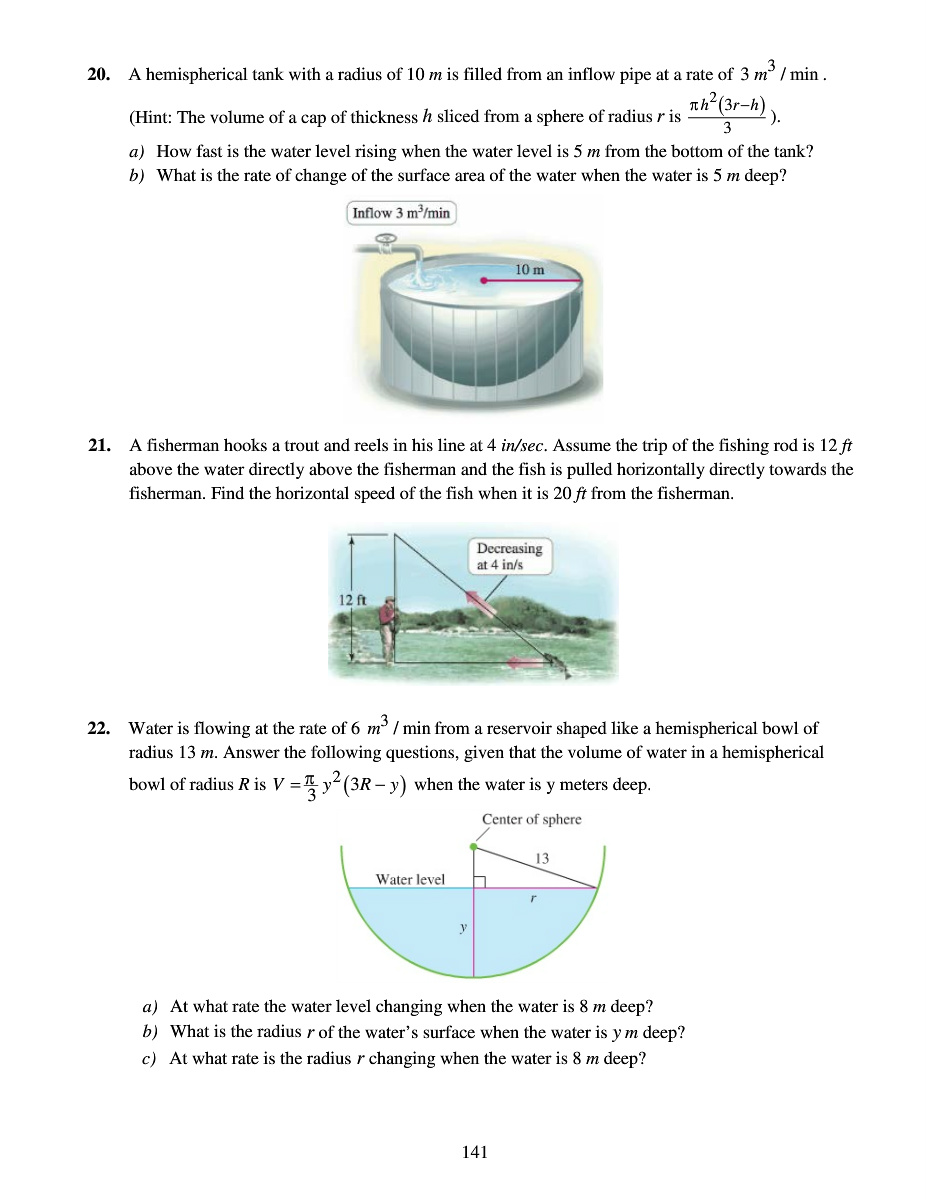 20. A hemispherical tank with a radius of 10 m is filled from an inflow pipe at a rate of 3 m³ / min .
(Hint: The volume of a cap of thickness h sliced from a sphere of radius r is πh²(3r−h)/3 ).
a) How fast is the water level rising when the water level is 5 m from the bottom of the tank?
b) What is the rate of change of the surface area of the water when the water is 5 m deep?
Inflow 3 m³/min
10 m
21. A fisherman hooks a trout and reels in his line at 4 in/sec. Assume the trip of the fishing rod is 12 ft
above the water directly above the fisherman and the fish is pulled horizontally directly towards the
fisherman. Find the horizontal speed of the fish when it is 20 ft from the fisherman.
Decreasing
at 4 in/s
12 ft
22. Water is flowing at the rate of 6 m³ / min from a reservoir shaped like a hemispherical bowl of
radius 13 m. Answer the following questions, given that the volume of water in a hemispherical
bowl of radius R is V = π/3 y²(3R − y) when the water is y meters deep.
Center of sphere
13
Water level
r
y
a) At what rate the water level changing when the water is 8 m deep?
b) What is the radius r of the water’s surface when the water is y m deep?
c) At what rate is the radius r changing when the water is 8 m deep?
141